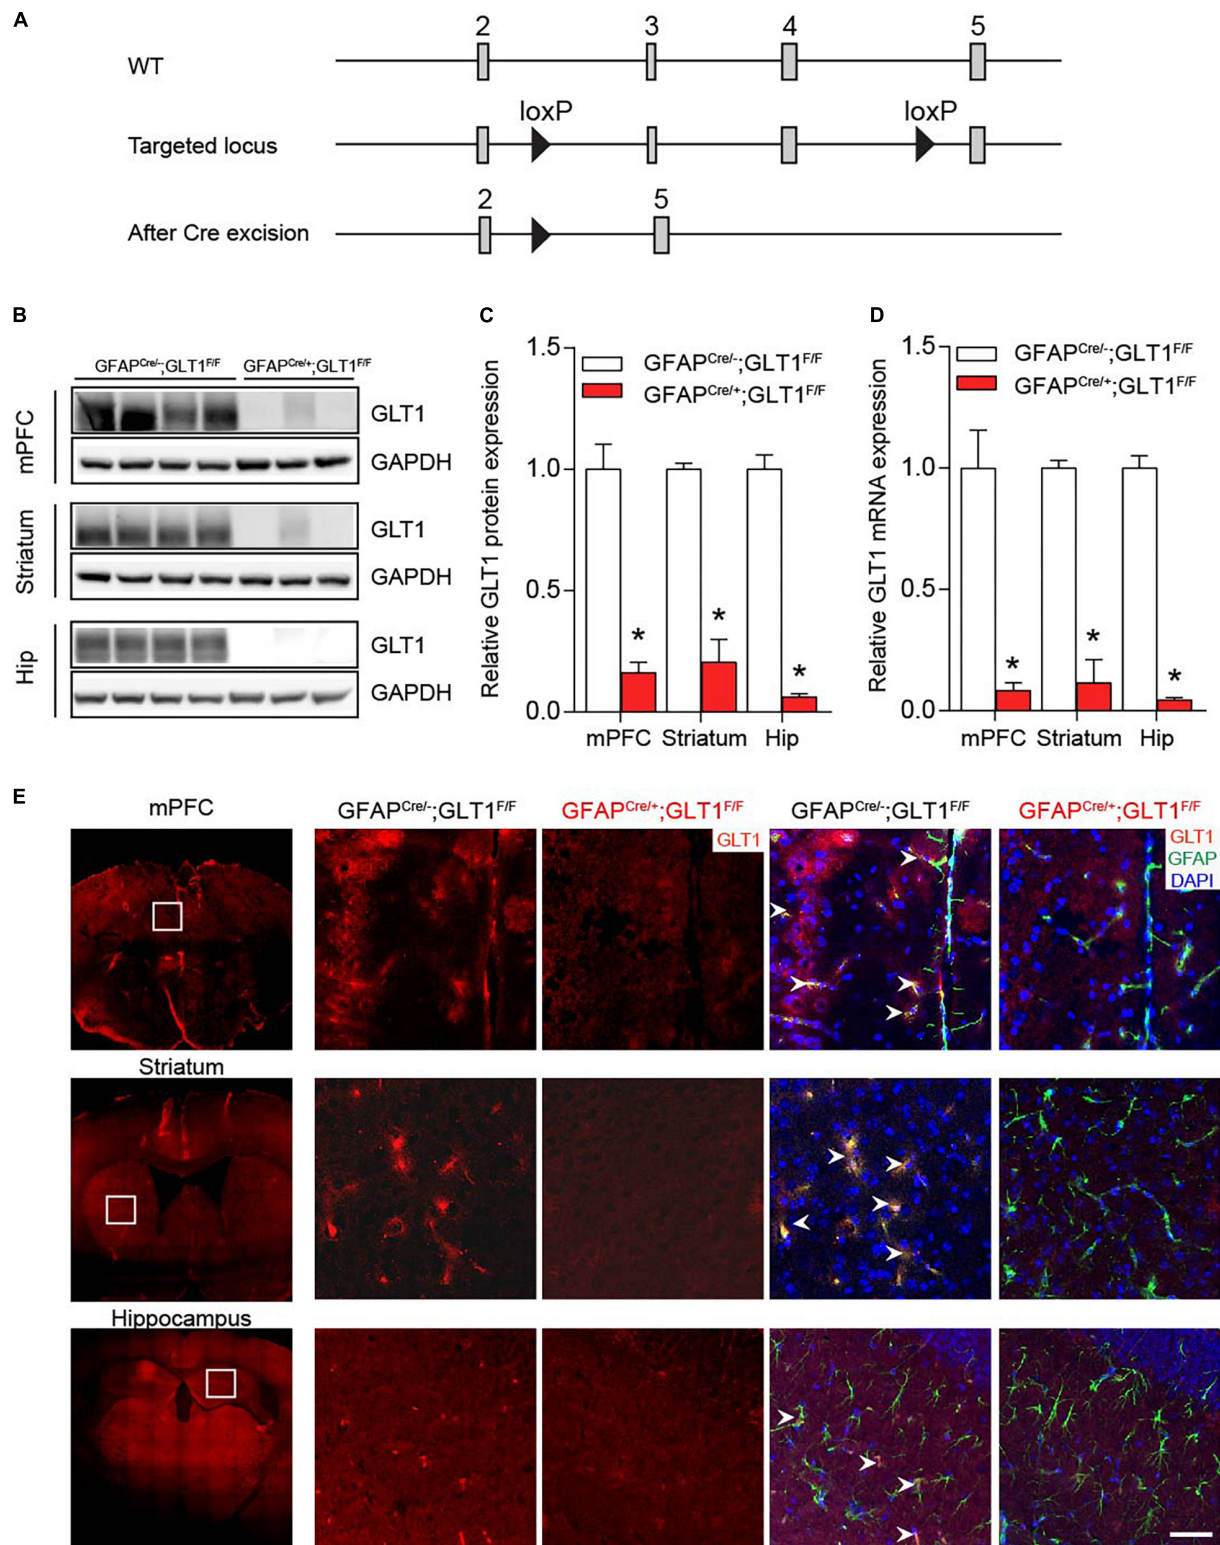 A
2 3 4 5
WT
loxP loxP
Targeted locus
2 5
After Cre excision
B
GFAPCre/-;GLT1F/F GFAPCre/+;GLT1F/F
mPFC
GLT1
GAPDH
Striatum
GLT1
GAPDH
Hip
GLT1
GAPDH
C
Relative GLT1 protein expression
1.5
1.0
0.5
0.0
GFAPCre/-;GLT1F/F
GFAPCre/+;GLT1F/F
* * *
mPFC Striatum Hip
D
Relative GLT1 mRNA expression
1.5
1.0
0.5
0.0
GFAPCre/-;GLT1F/F
GFAPCre/+;GLT1F/F
* * *
mPFC Striatum Hip
E
mPFC GFAPCre/-;GLT1F/F GFAPCre/+;GLT1F/F GFAPCre/-;GLT1F/F GFAPCre/+;GLT1F/F
GLT1
GLT1
GFAP
DAPI
Striatum
Hippocampus